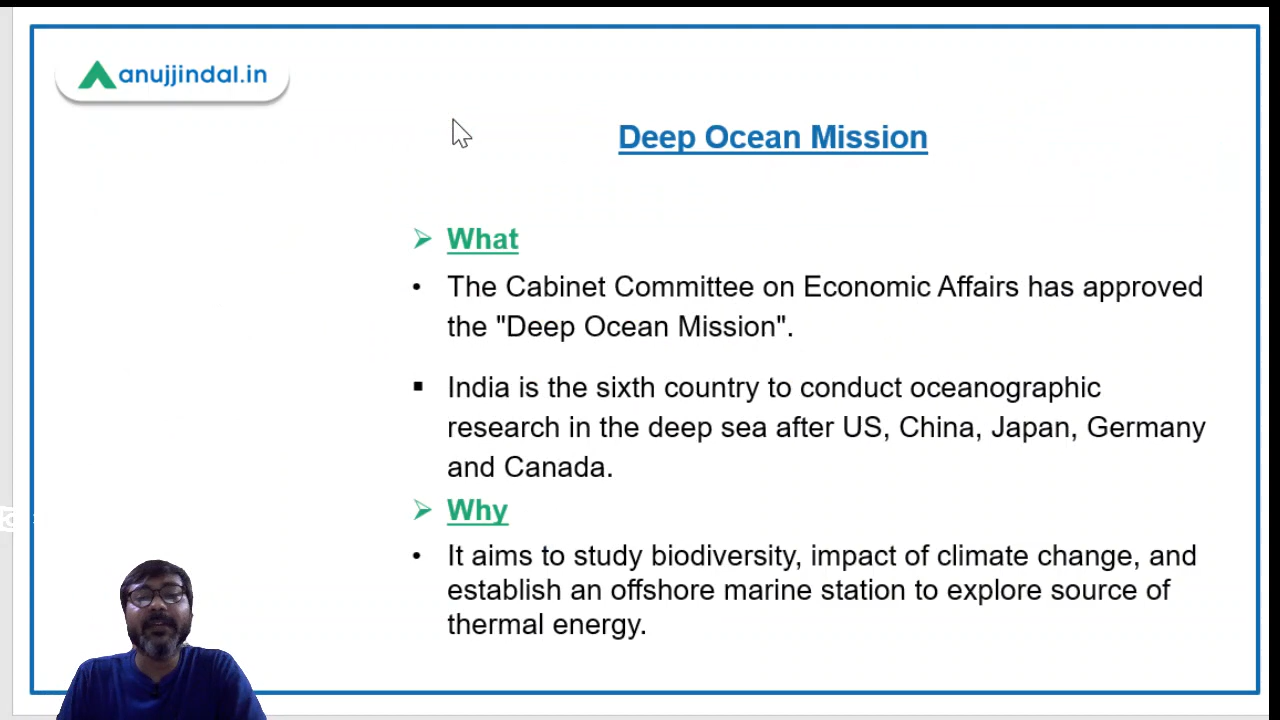 anujjindal.in
Deep Ocean Mission
What
The Cabinet Committee on Economic Affairs has approved
the "Deep Ocean Mission".
India is the sixth country to conduct oceanographic
research in the deep sea after US, China, Japan, Germany
and Canada.
Why
It aims to study biodiversity, impact of climate change, and
establish an offshore marine station to explore source of
thermal energy.